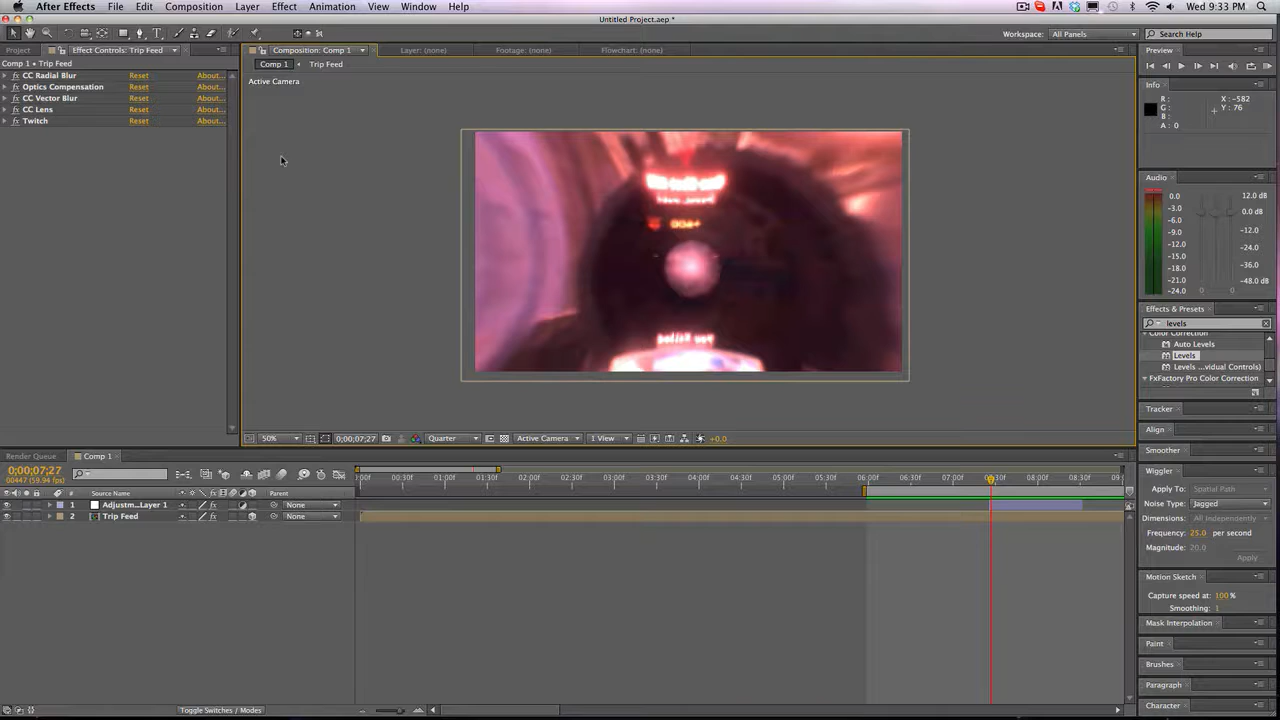 After Effects File Edit Composition Layer Effect Animation View Window Help Wed 9:33 PM
Untitled Project.aep *
Workspace: All Panels Search Help
Project Effect Controls: Trip Feed Composition: Comp 1 Layer: (none) Footage: (none) Flowchart: (none) Preview
Comp 1 • Trip Feed Comp 1 Trip Feed
CC Radial Blur Reset About...
Optics Compensation Reset About...
CC Vector Blur Reset About...
CC Lens Reset About...
Twitch Reset About...
Active Camera
Info
R: X: -582
G: Y: 76
B:
A: 0
Audio
0.0 12.0 dB
-3.0 0.0 dB
-6.0
-9.0 -12.0
-12.0 -24.0
-15.0
-18.0 -36.0
-21.0
-24.0 -48.0 dB
Effects & Presets
levels
Color Correction
Auto Levels
Levels
Levels ...vidual Controls)
FxFactory Pro Color Correction
Tracker
Align
Smoother
Wiggler
Apply To: Spatial Path
Noise Type: Jagged
Dimensions: All Independently
Frequency: 25.0 per second
Magnitude: 20.0
Apply
Motion Sketch
Capture speed at: 100 %
Smoothing: 1
Mask Interpolation
Paint
Brushes
Paragraph
Character
50% 0;00;07;27 Quarter Active Camera 1 View +0.0
Render Queue Comp 1
0;00;07;27
00447 (59.94 fps)
# Source Name Parent
:00f 00:30f 01:00f 01:30f 02:00f 02:30f 03:00f 03:30f 04:00f 04:30f 05:00f 05:30f 06:00f 06:30f 07:00f 08:00f 08:30f
1 Adjustm...Layer 1 None
2 Trip Feed None
Toggle Switches / Modes